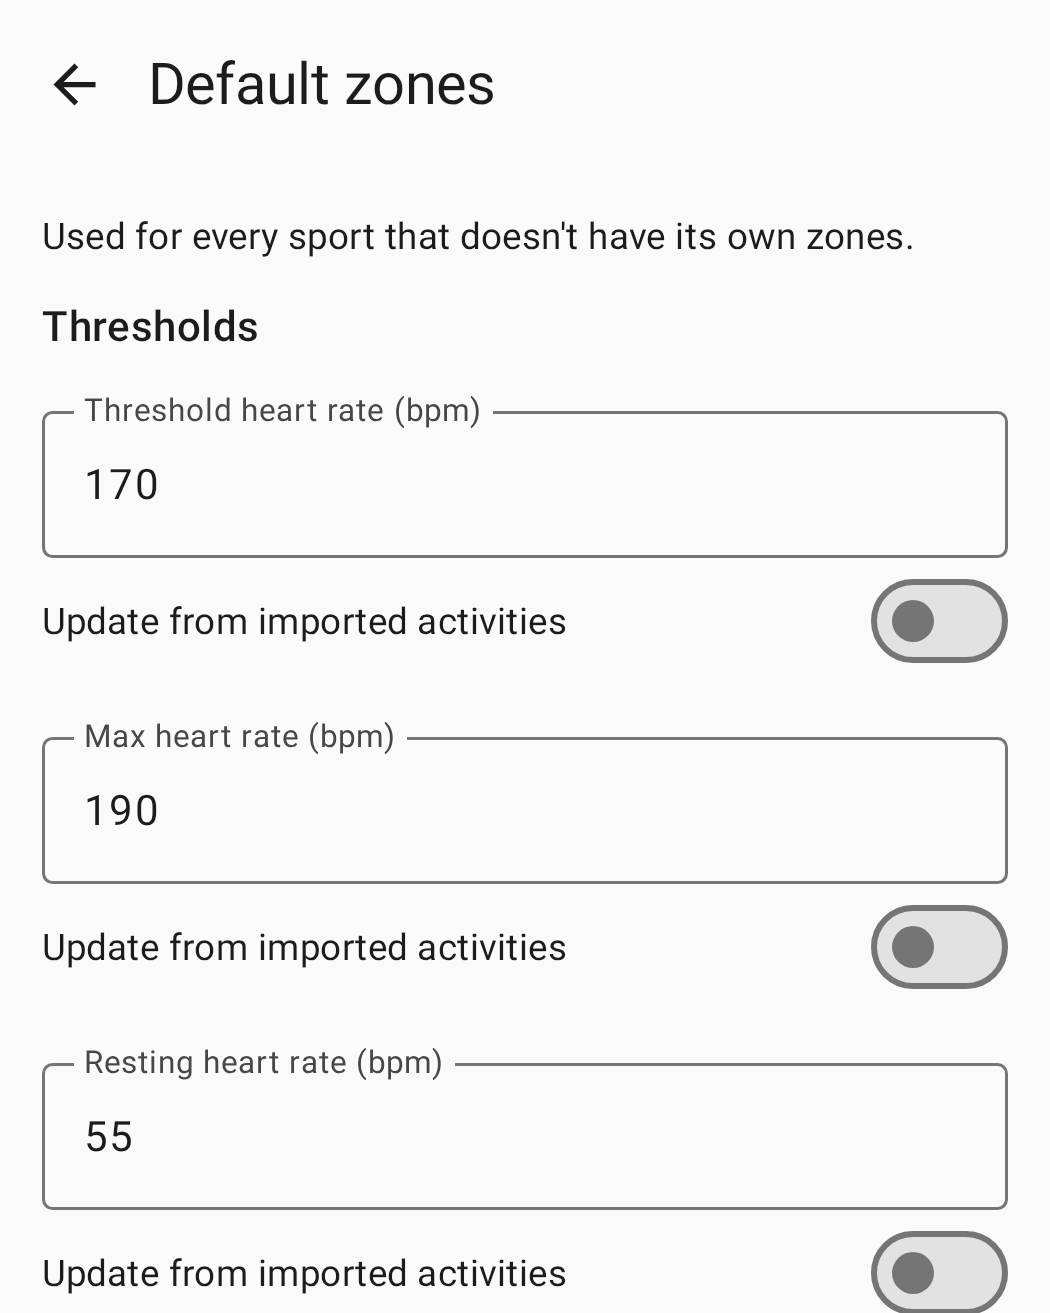 Default zones
Used for every sport that doesn't have its own zones.
Thresholds
Threshold heart rate (bpm)
170
Update from imported activities
Max heart rate (bpm)
190
Update from imported activities
Resting heart rate (bpm)
55
Update from imported activities